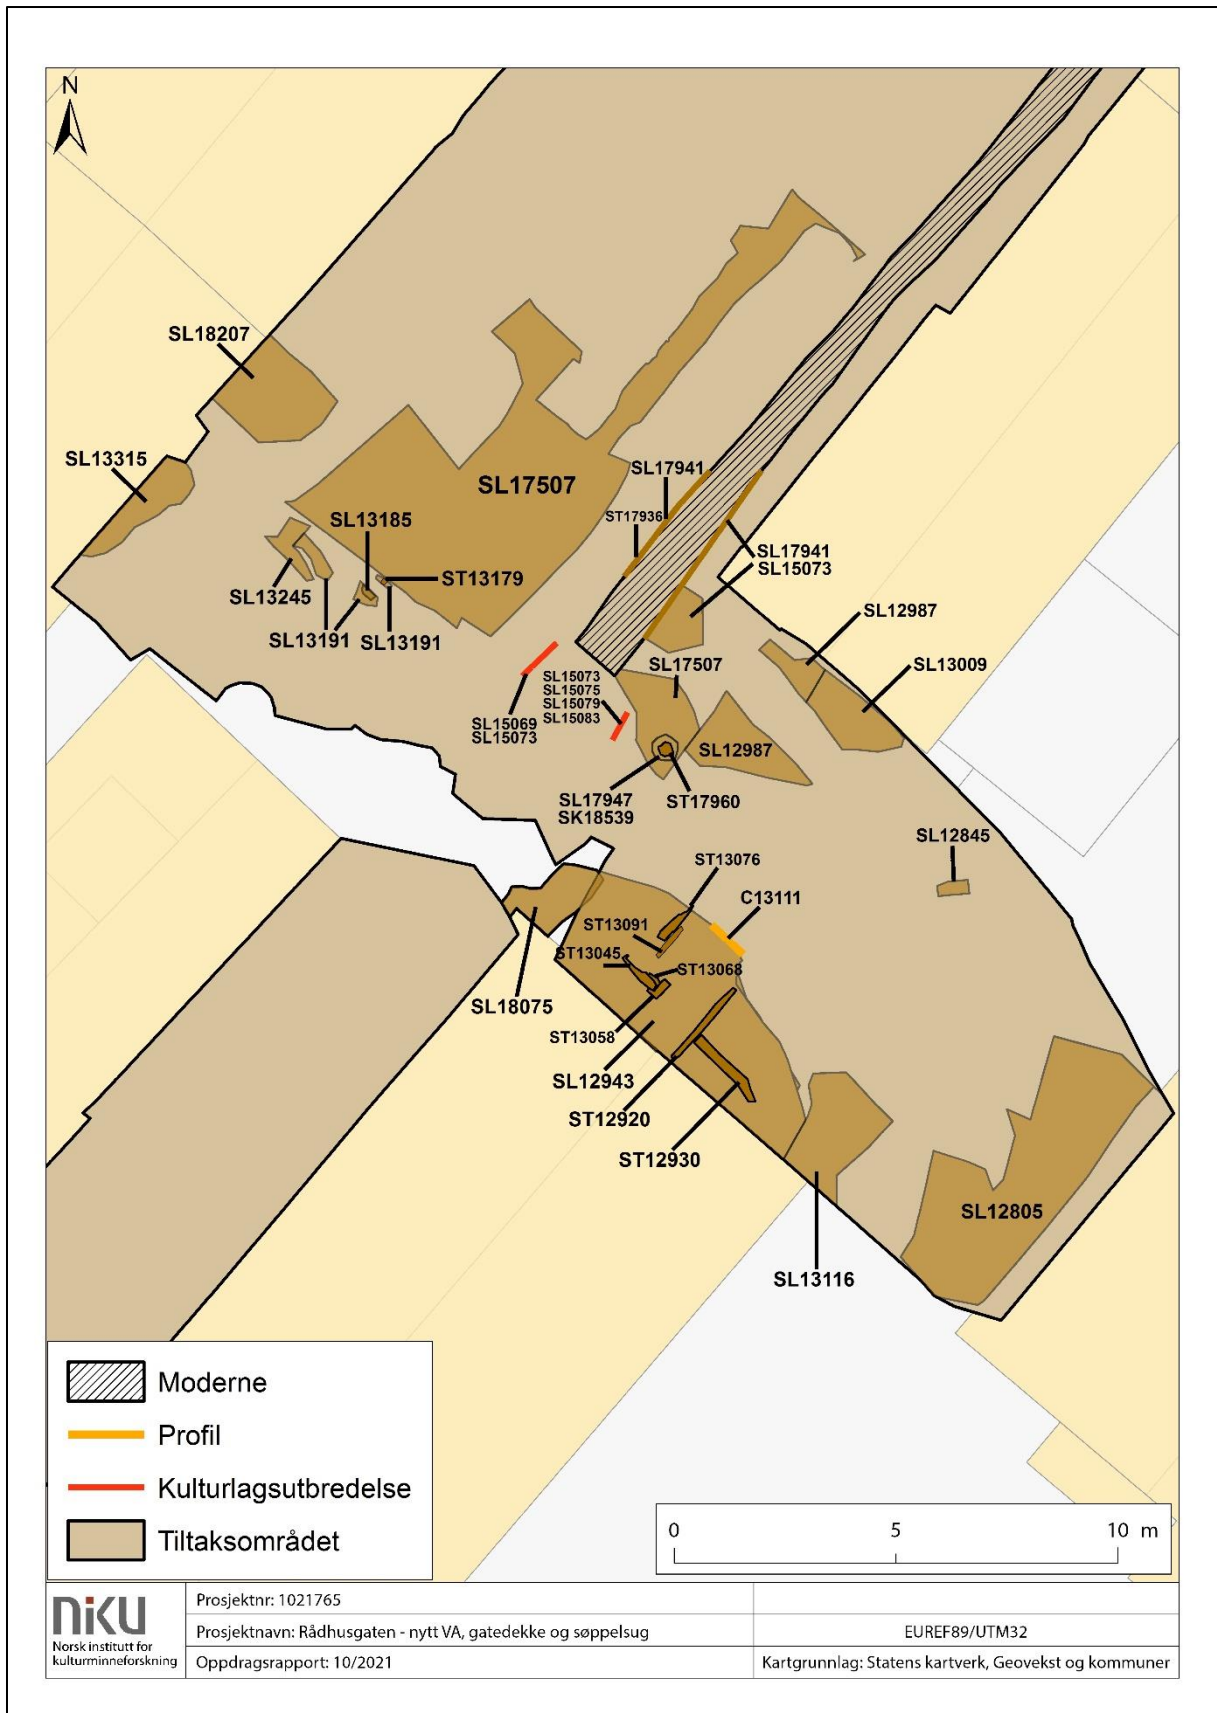 N
SL18207
SL13315
SL17507
SL17941
ST17936
SL13185
SL17941
SL15073
ST13179
SL13245
SL13191
SL13191
SL12987
SL13009
SL17507
SL15073
SL15075
SL15079
SL15083
SL15069
SL15073
SL12987
SL17947
SK18539
ST17960
SL12845
ST13076
C13111
ST13091
ST13045
ST13068
SL18075
ST13058
SL12943
ST12920
ST12930
SL12805
SL13116
Moderne
Profil
Kulturlagsutbredelse
Tiltaksområdet
0 5 10 m
NIKU
Norsk institutt for
kulturminneforskning
Prosjektnr: 1021765
Prosjektnavn: Rådhusgaten - nytt VA, gatedekke og søppelsug
EUREF89/UTM32
Oppdragsrapport: 10/2021
Kartgrunnlag: Statens kartverk, Geovekst og kommuner